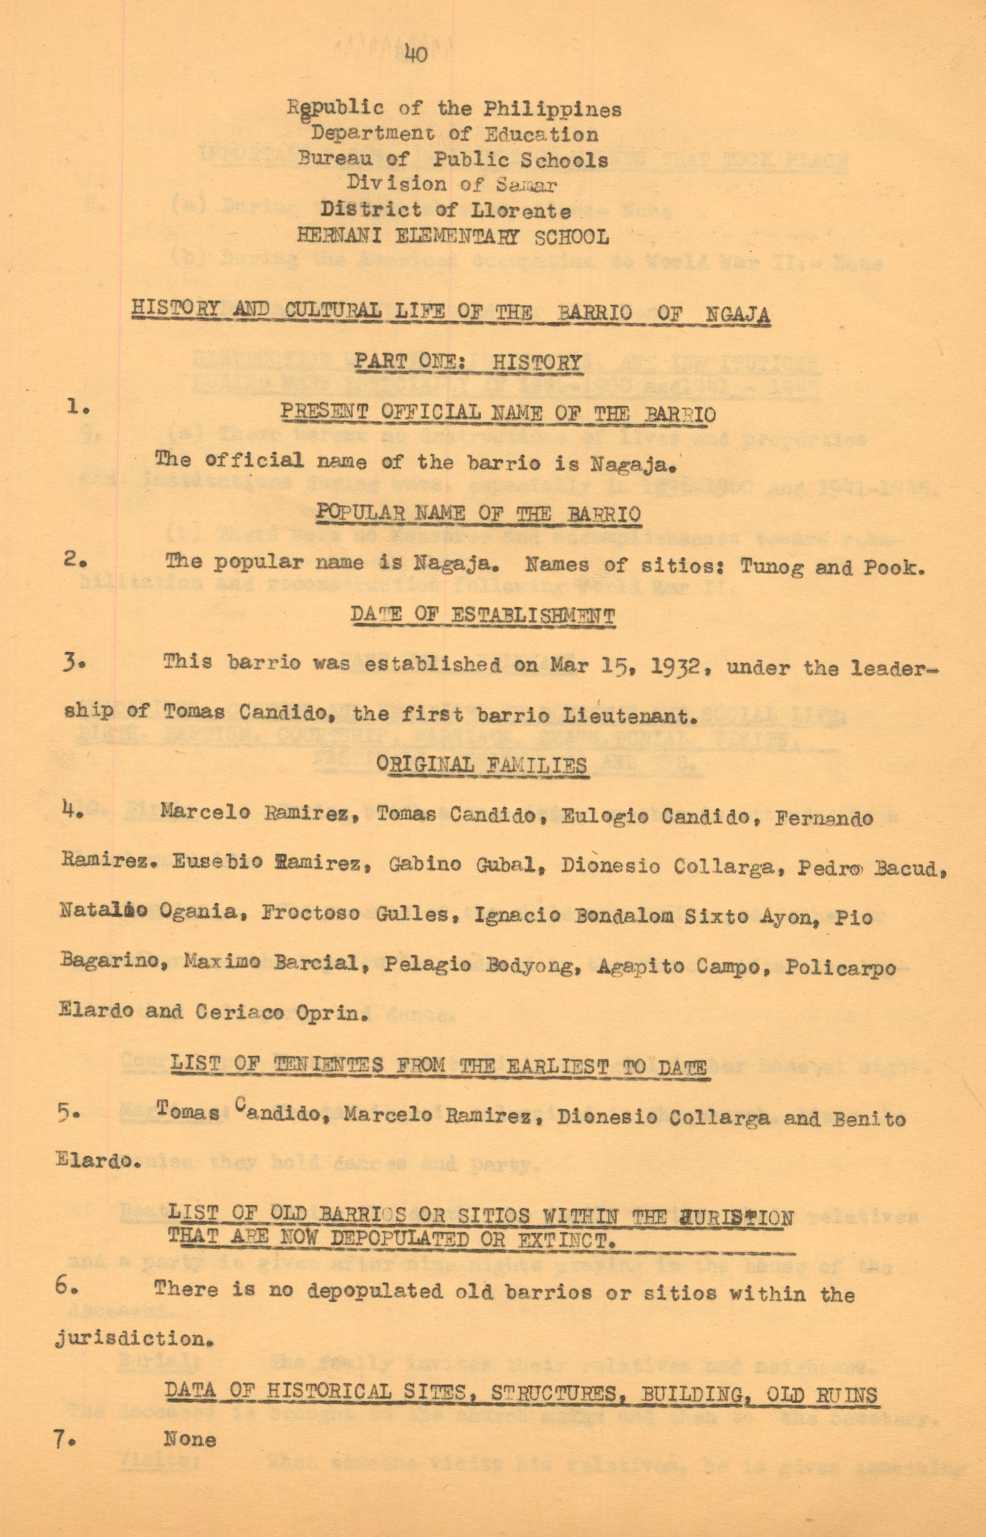 40
Republic of the Philippines
Department of Education
Bureau of Public Schools
Division of Samar
District of Llorente
HERNANI ELEMENTARY SCHOOL
HISTORY AND CULTURAL LIFE OF THE BARRIO OF NGAJA
PART ONE: HISTORY
1. PRESENT OFFICIAL NAME OF THE BARRIO
The official name of the barrio is Nagaja.
POPULAR NAME OF THE BARRIO
2. The popular name is Nagaja. Names of sitios: Tunog and Pook.
DATE OF ESTABLISHMENT
3. This barrio was established on Mar 15, 1932, under the leader-
ship of Tomas Candido, the first barrio Lieutenant.
ORIGINAL FAMILIES
4. Marcelo Ramirez, Tomas Candido, Eulogio Candido, Fernando
Ramirez. Eusebio Ramirez, Gabino Gubal, Dionesio Collarga, Pedro Bacud,
Natalio Ogania, Froctoso Gulles, Ignacio Bondalom Sixto Ayon, Pio
Bagarino, Maximo Barcial, Pelagio Bodyong, Agapito Campo, Policarpo
Elardo and Ceriaco Oprin.
LIST OF TENIENTES FROM THE EARLIEST TO DATE
5. Tomas Candido, Marcelo Ramirez, Dionesio Collarga and Benito
Elardo.
LIST OF OLD BARRIOS OR SITIOS WITHIN THE JURISTION
THAT ARE NOW DEPOPULATED OR EXTINCT.
6. There is no depopulated old barrios or sitios within the
jurisdiction.
DATA OF HISTORICAL SITES, STRUCTURES, BUILDING, OLD RUINS
7. None